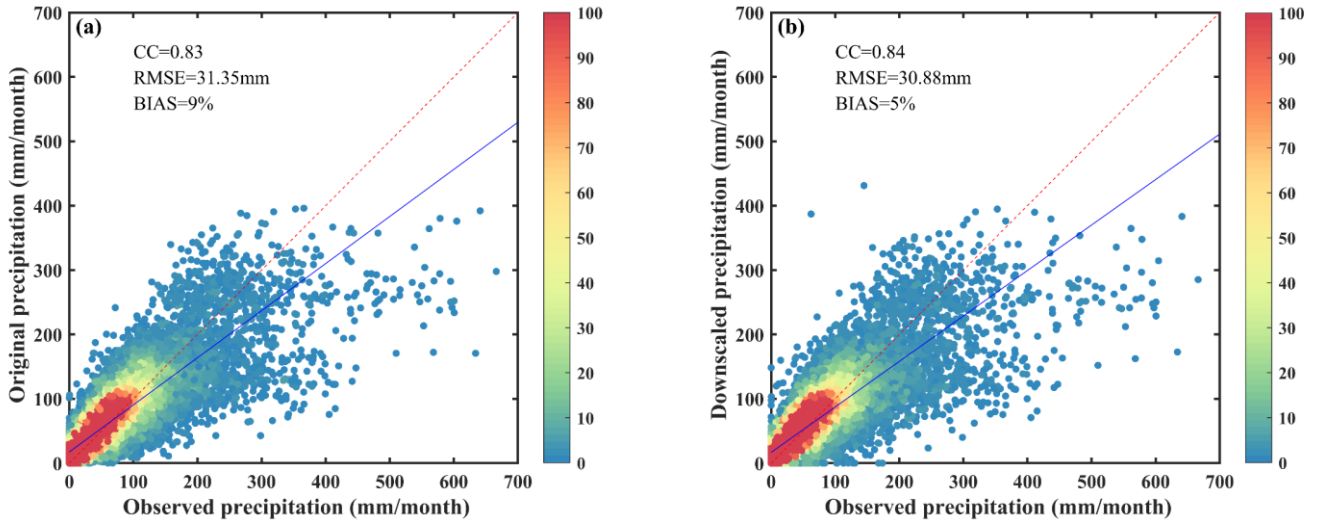 (a)
CC=0.83
RMSE=31.35mm
BIAS=9%
Original precipitation (mm/month)
700
600
500
400
300
200
100
0
0 100 200 300 400 500 600 700
Observed precipitation (mm/month)
100
90
80
70
60
50
40
30
20
10
0
(b)
CC=0.84
RMSE=30.88mm
BIAS=5%
Downscaled precipitation (mm/month)
700
600
500
400
300
200
100
0
0 100 200 300 400 500 600 700
Observed precipitation (mm/month)
100
90
80
70
60
50
40
30
20
10
0